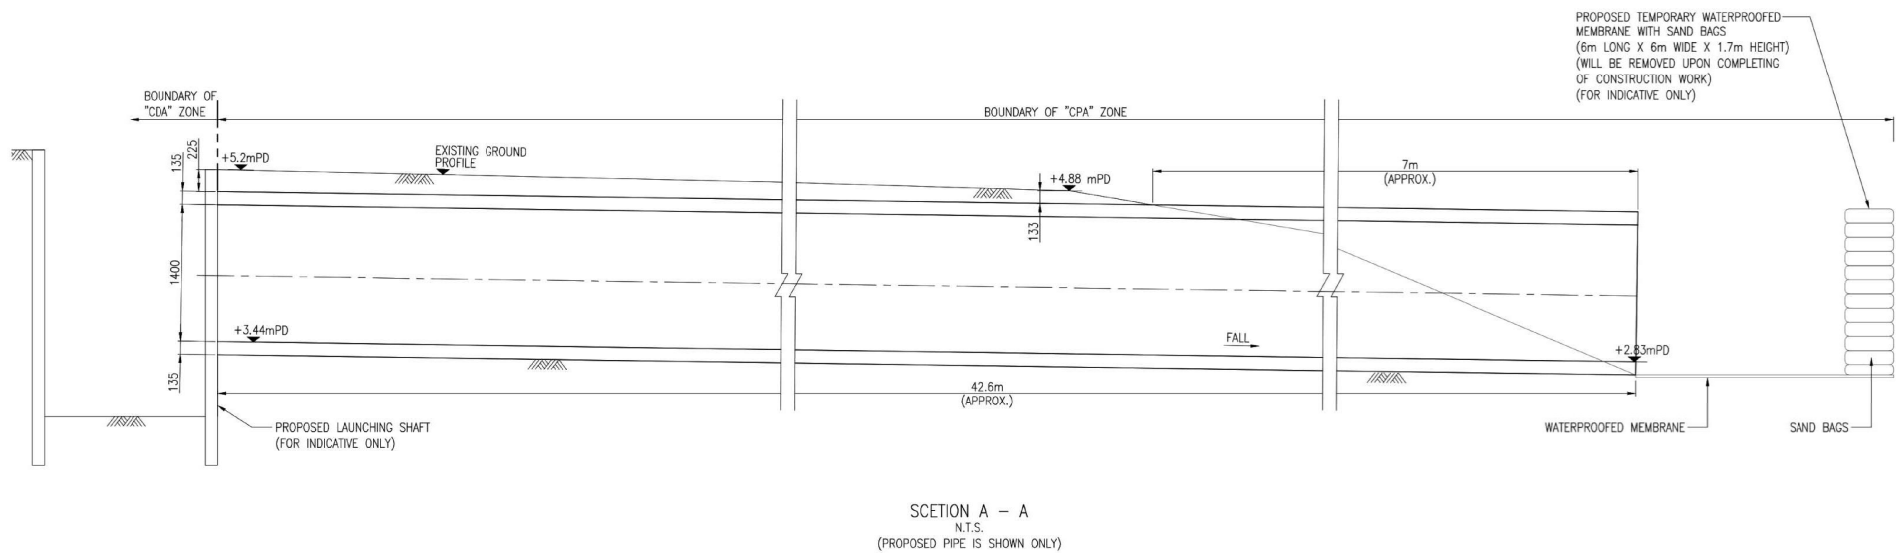 PROPOSED TEMPORARY WATERPROOFED
MEMBRANE WITH SAND BAGS
(6m LONG X 6m WIDE X 1.7m HEIGHT)
(WILL BE REMOVED UPON COMPLETING
OF CONSTRUCTION WORK)
(FOR INDICATIVE ONLY)
BOUNDARY OF
"CDA" ZONE
BOUNDARY OF "CPA" ZONE
135
225
+5.2mPD
EXISTING GROUND
PROFILE
+4.88 mPD
7m
(APPROX.)
133
1400
+3.44mPD
FALL
+2.83mPD
135
42.6m
(APPROX.)
PROPOSED LAUNCHING SHAFT
(FOR INDICATIVE ONLY)
WATERPROOFED MEMBRANE
SAND BAGS
SCETION A - A
N.T.S.
(PROPOSED PIPE IS SHOWN ONLY)